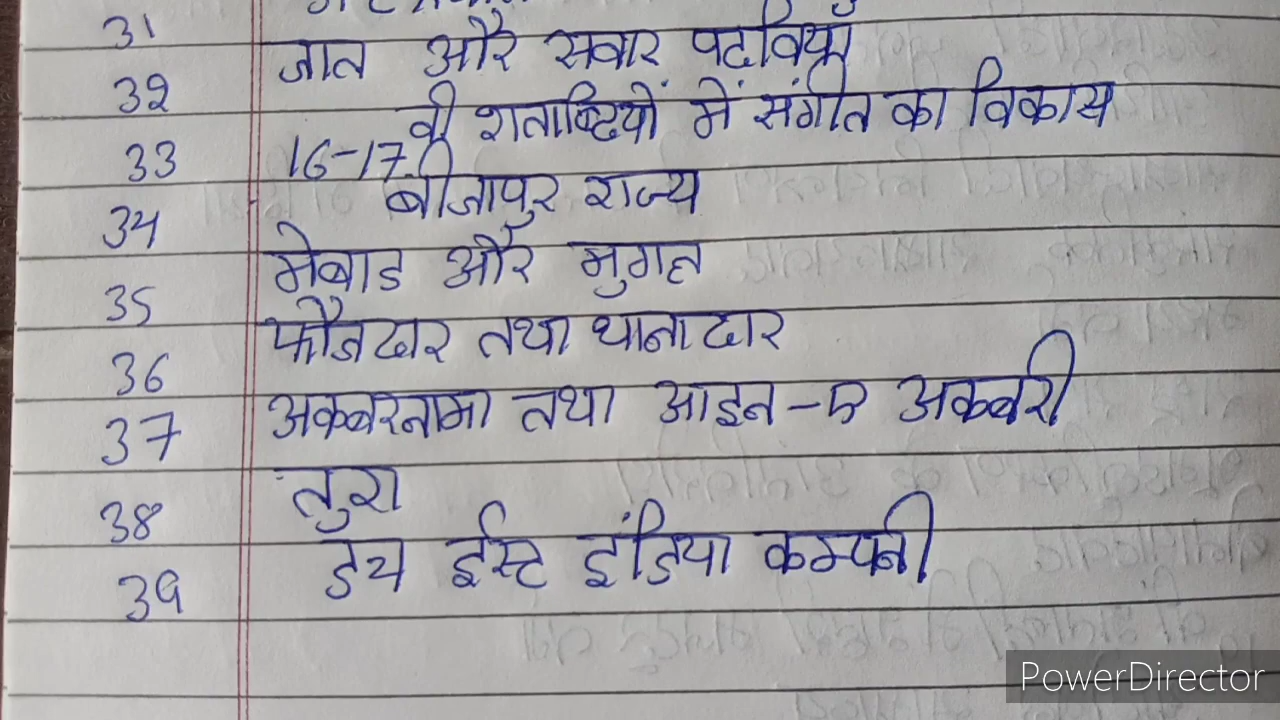 31
जात और सवार पदवियाँ
32
वी शताब्दियों में संगीत का विकास
33 16-17
बीजापुर राज्य
34
मेबाड और मुगल
35
फौजदार तथा थानादार
36
अकबरनामा तथा आइन-ए अकबरी
37
तुरा
38
डच ईस्ट इंडिया कम्पनी
39
PowerDirector